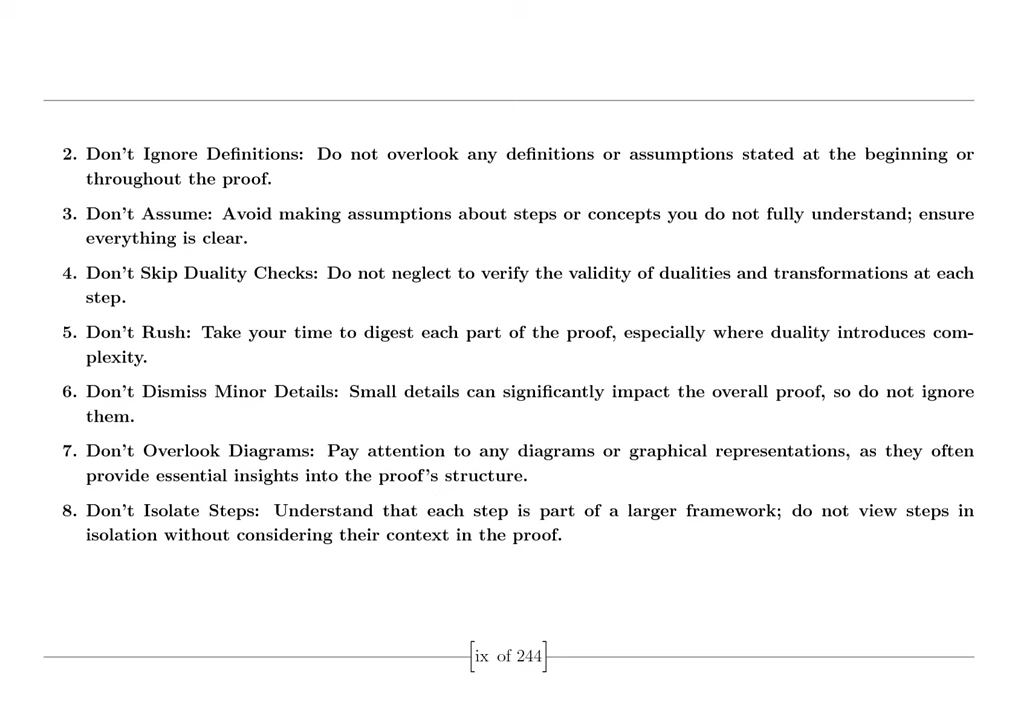 2. Don't Ignore Definitions: Do not overlook any definitions or assumptions stated at the beginning or
throughout the proof.
3. Don't Assume: Avoid making assumptions about steps or concepts you do not fully understand; ensure
everything is clear.
4. Don't Skip Duality Checks: Do not neglect to verify the validity of dualities and transformations at each
step.
5. Don't Rush: Take your time to digest each part of the proof, especially where duality introduces com-
plexity.
6. Don't Dismiss Minor Details: Small details can significantly impact the overall proof, so do not ignore
them.
7. Don't Overlook Diagrams: Pay attention to any diagrams or graphical representations, as they often
provide essential insights into the proof's structure.
8. Don't Isolate Steps: Understand that each step is part of a larger framework; do not view steps in
isolation without considering their context in the proof.
[ix of 244]